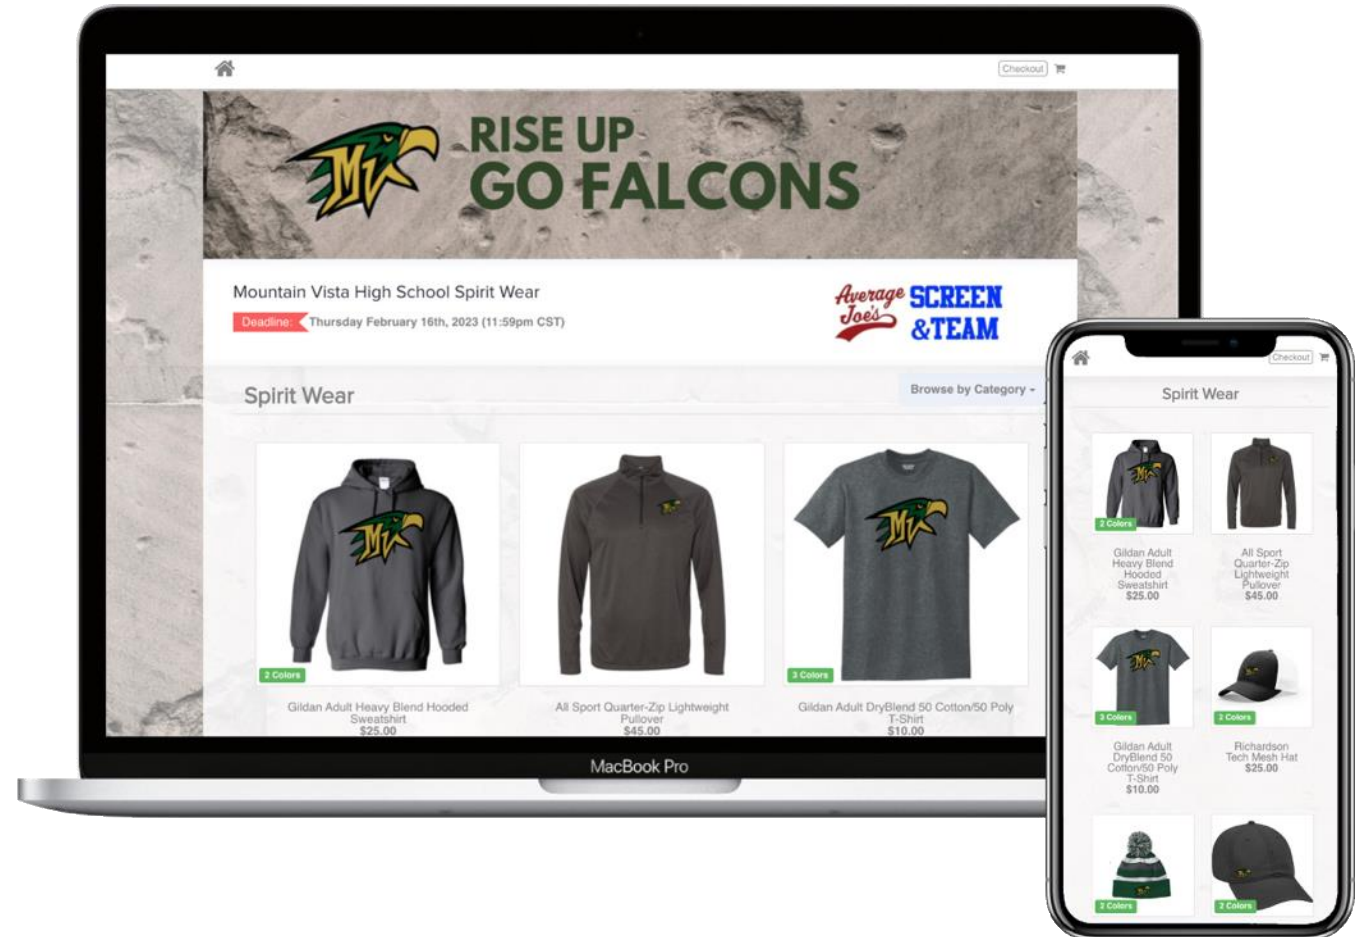 Checkout
RISE UP
GO FALCONS
MV
Mountain Vista High School Spirit Wear
Deadline: Thursday February 16th, 2023 (11:59pm CST)
Average
Joe's
SCREEN
&TEAM
Spirit Wear
Browse by Category
MV
MV
2 Colors
3 Colors
Gildan Adult Heavy Blend Hooded
Sweatshirt
$25.00
All Sport Quarter-Zip Lightweight
Pullover
$45.00
Gildan Adult DryBlend 50 Cotton/50 Poly
T-Shirt
$10.00
MacBook Pro
Checkout
Spirit Wear
MV
2 Colors
Gildan Adult
Heavy Blend
Hooded
Sweatshirt
$25.00
All Sport
Quarter-Zip
Lightweight
Pullover
$45.00
MV
3 Colors
2 Colors
Gildan Adult
DryBlend 50
Cotton/50 Poly
T-Shirt
$10.00
Richardson
Tech Mesh Hat
$25.00
2 Colors
2 Colors